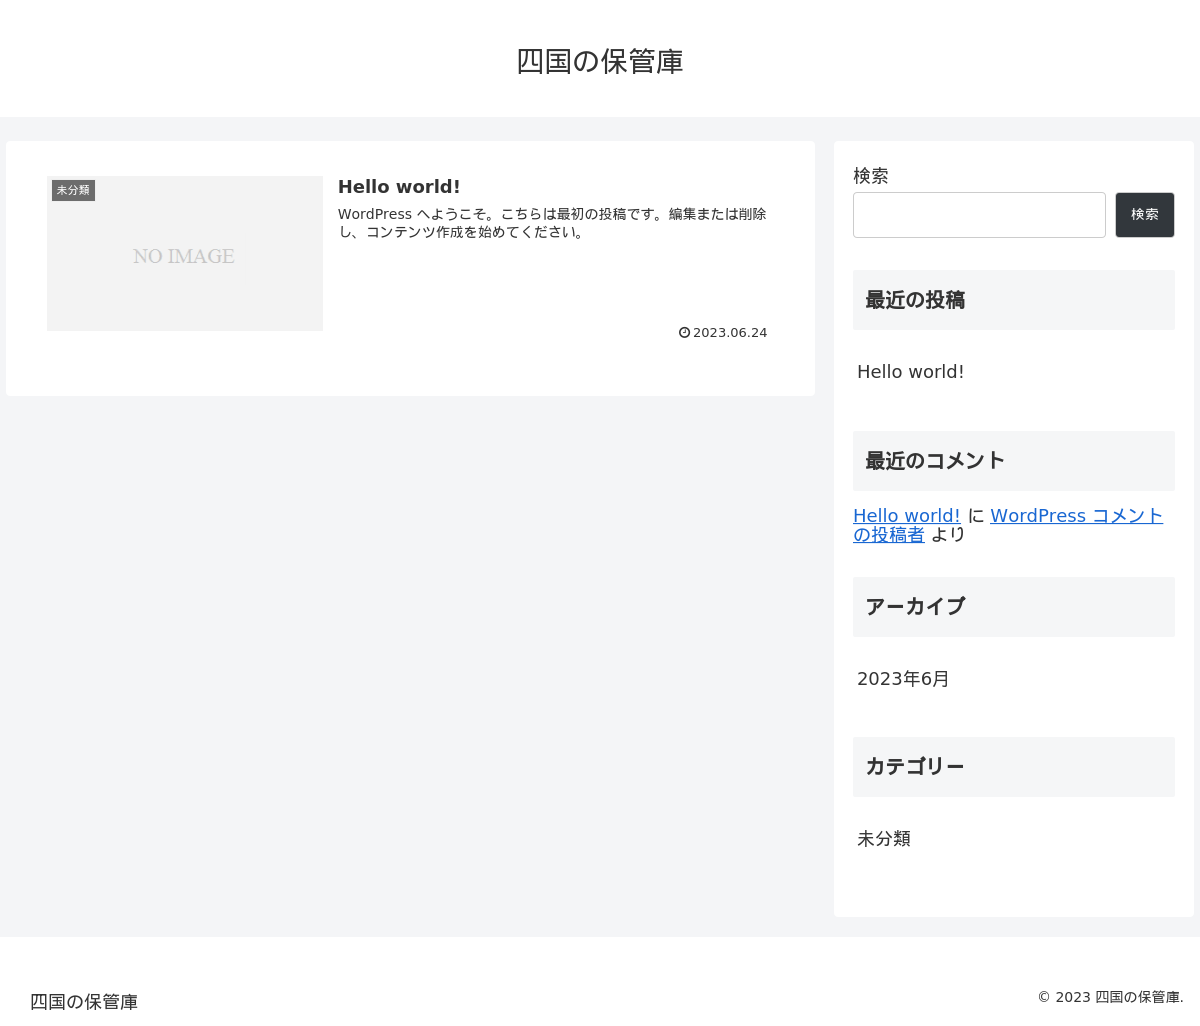 四国の保管庫
未分類
NO IMAGE
Hello world!
WordPress へようこそ。こちらは最初の投稿です。編集または削除
し、コンテンツ作成を始めてください。
2023.06.24
検索
検索
最近の投稿
Hello world!
最近のコメント
Hello world! に WordPress コメント
の投稿者 より
アーカイブ
2023年6月
カテゴリー
未分類
四国の保管庫
© 2023 四国の保管庫.